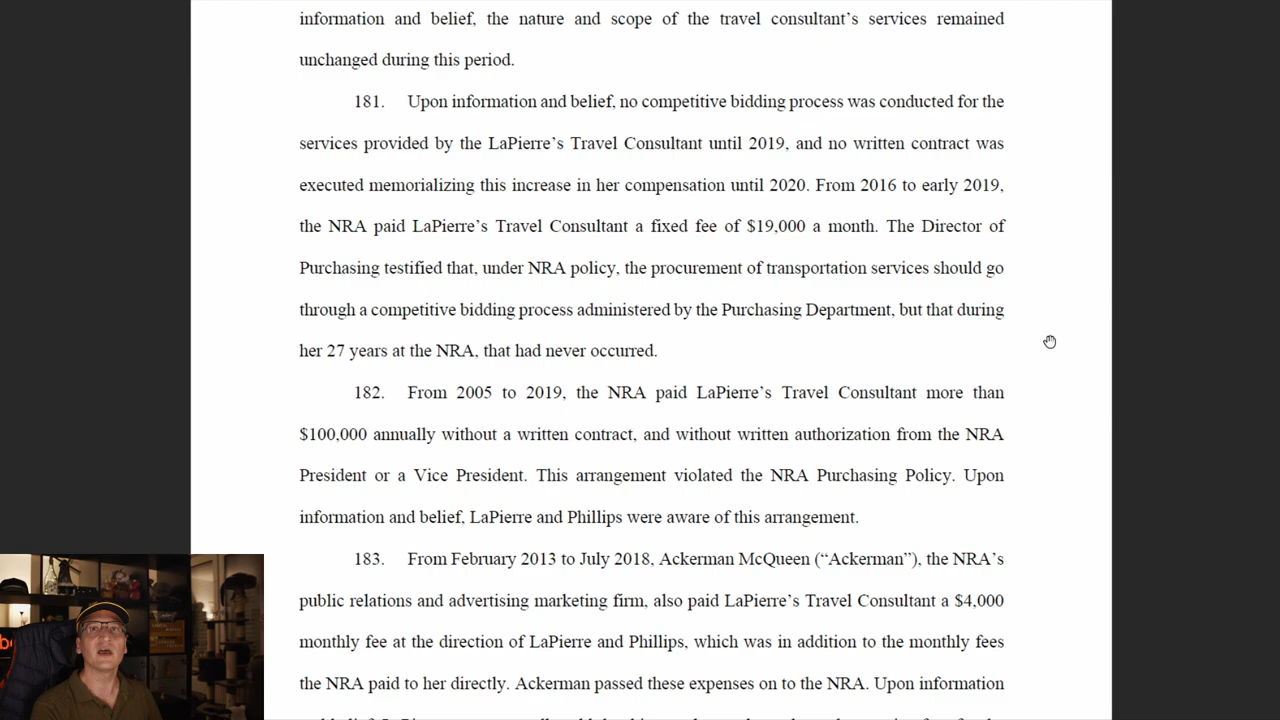 information and belief, the nature and scope of the travel consultant’s services remained
unchanged during this period.
181. Upon information and belief, no competitive bidding process was conducted for the
services provided by the LaPierre’s Travel Consultant until 2019, and no written contract was
executed memorializing this increase in her compensation until 2020. From 2016 to early 2019,
the NRA paid LaPierre’s Travel Consultant a fixed fee of $19,000 a month. The Director of
Purchasing testified that, under NRA policy, the procurement of transportation services should go
through a competitive bidding process administered by the Purchasing Department, but that during
her 27 years at the NRA, that had never occurred.
182. From 2005 to 2019, the NRA paid LaPierre’s Travel Consultant more than
$100,000 annually without a written contract, and without written authorization from the NRA
President or a Vice President. This arrangement violated the NRA Purchasing Policy. Upon
information and belief, LaPierre and Phillips were aware of this arrangement.
183. From February 2013 to July 2018, Ackerman McQueen (“Ackerman”), the NRA’s
public relations and advertising marketing firm, also paid LaPierre’s Travel Consultant a $4,000
monthly fee at the direction of LaPierre and Phillips, which was in addition to the monthly fees
the NRA paid to her directly. Ackerman passed these expenses on to the NRA. Upon information